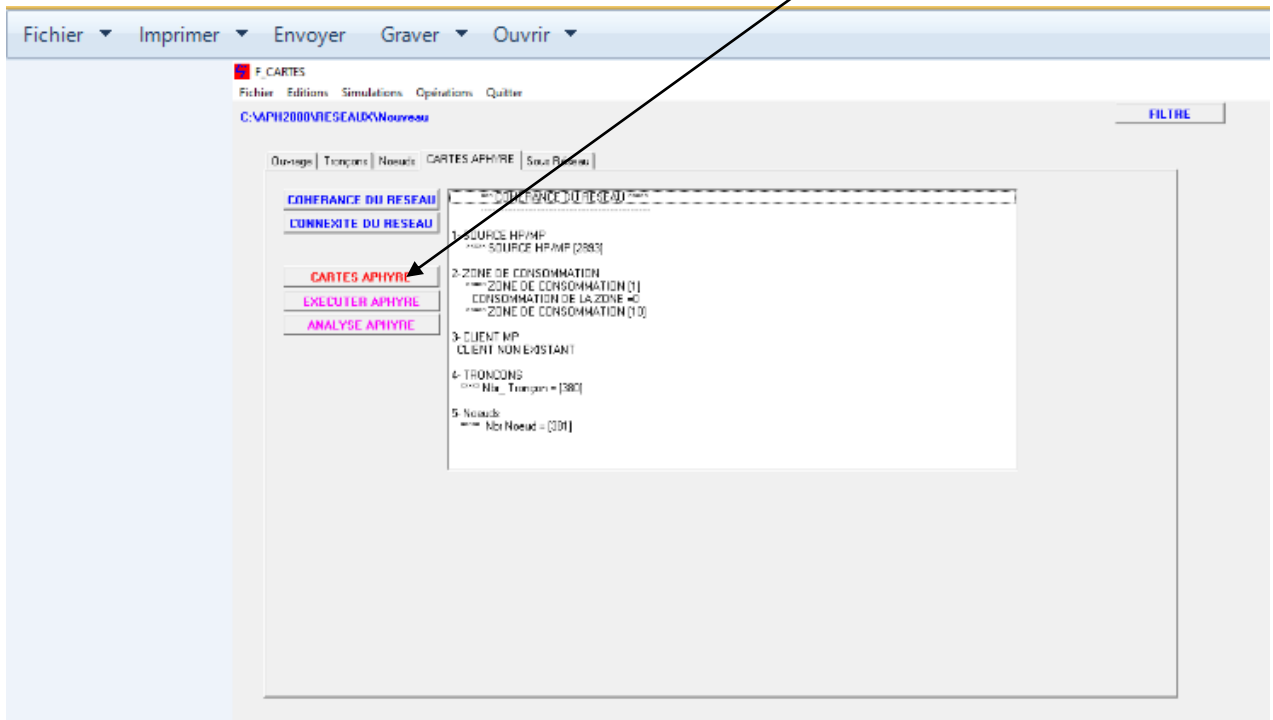 Fichier Imprimer Envoyer Graver Ouvrir
F_CARTES
Fichier Editions Simulations Opérations Quitter
C:\APH2000\RESEAUX\Nouveau
FILTRE
Ouvrage Tronçons Noeuds CARTES APHYRE Sous Réseau
COHERANCE DU RESEAU
CONNEXITE DU RESEAU
CARTES APHYRE
EXECUTER APHYRE
ANALYSE APHYRE
COHERANCE DU RESEAU
1- SOURCE HP/MP
SOURCE HP/MP [2893]
2- ZONE DE CONSOMMATION
ZONE DE CONSOMMATION [1]
CONSOMMATION DE LA ZONE =0
ZONE DE CONSOMMATION [10]
3- CLIENT MP
CLIENT NON EXISTANT
4- TRONCONS
Nbr_Tronçon = [380]
5- Noeuds
Nbr Noeud = [381]